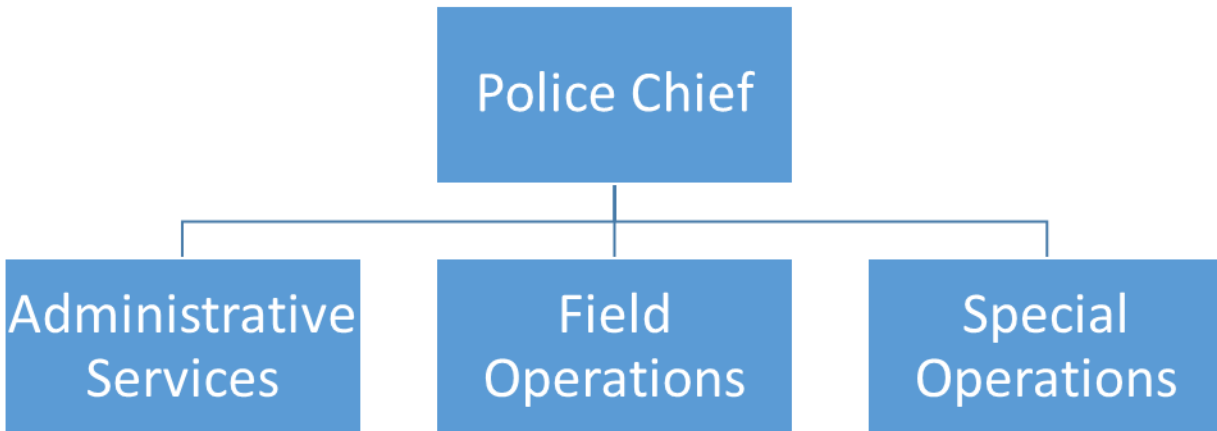 Police Chief
Administrative
Services
Field
Operations
Special
Operations